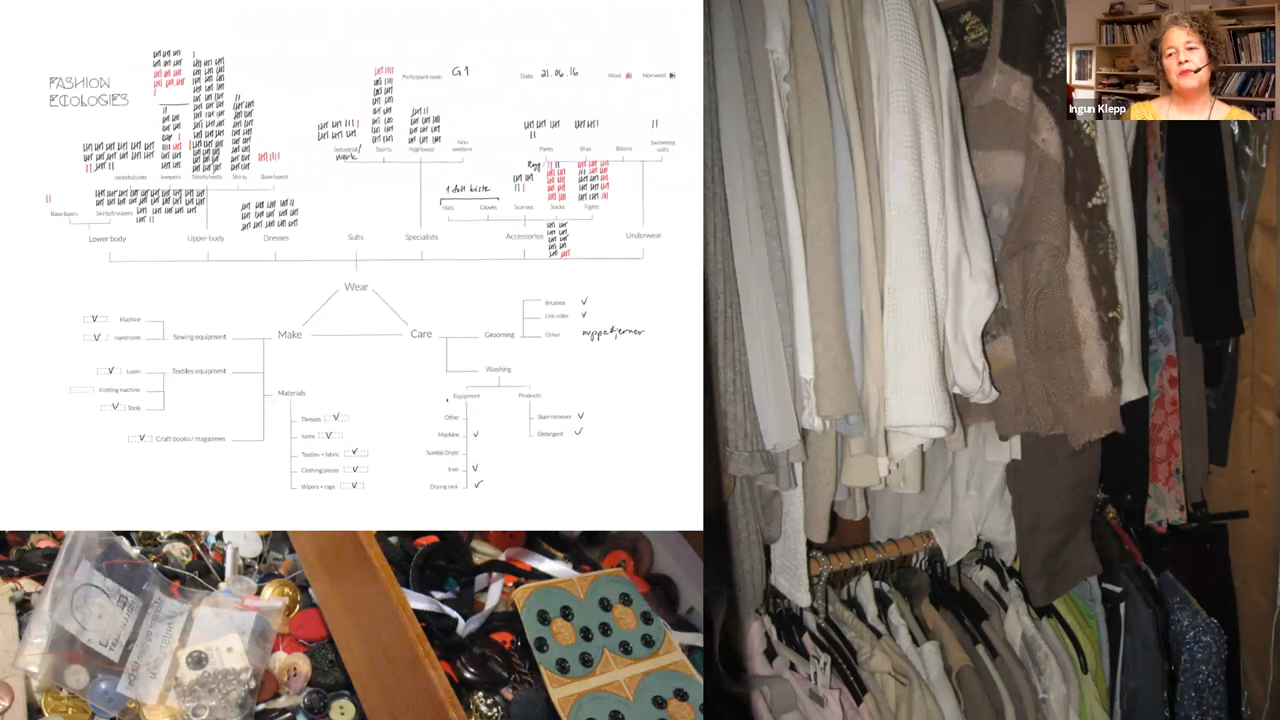 FASHION
ECOLOGIES
Participant code: G1
Date 21.06.16
Wool
Non-wool
Industrial/
work
Sports
Nightwear
Non
western
Pants
Bras
Bikinis
Swimming
suits
Jackets/coats
Jumpers
T-shirts/vests
Shirts
Base layers
Base layers
Skirts/trousers
1 full kiste
Hats
Gloves
Scarves
Socks
Tights
Lower body
Upper body
Dresses
Suits
Specialists
Accessories
Underwear
Wear
Make
Care
Machine
Hand tools
Sewing equipment
Loom
Textiles equipment
Knitting machine
Tools
Craft books / magazines
Materials
Threads
Yarns
Textiles + fabric
Clothing pieces
Wipers + rags
Grooming
Brushes
Lint roller
Other
nuppefjerner
Washing
Equipment
Products
Other
Machine
Tumble Dryer
Iron
Drying rack
Stain remover
Detergent
Ingun Klepp